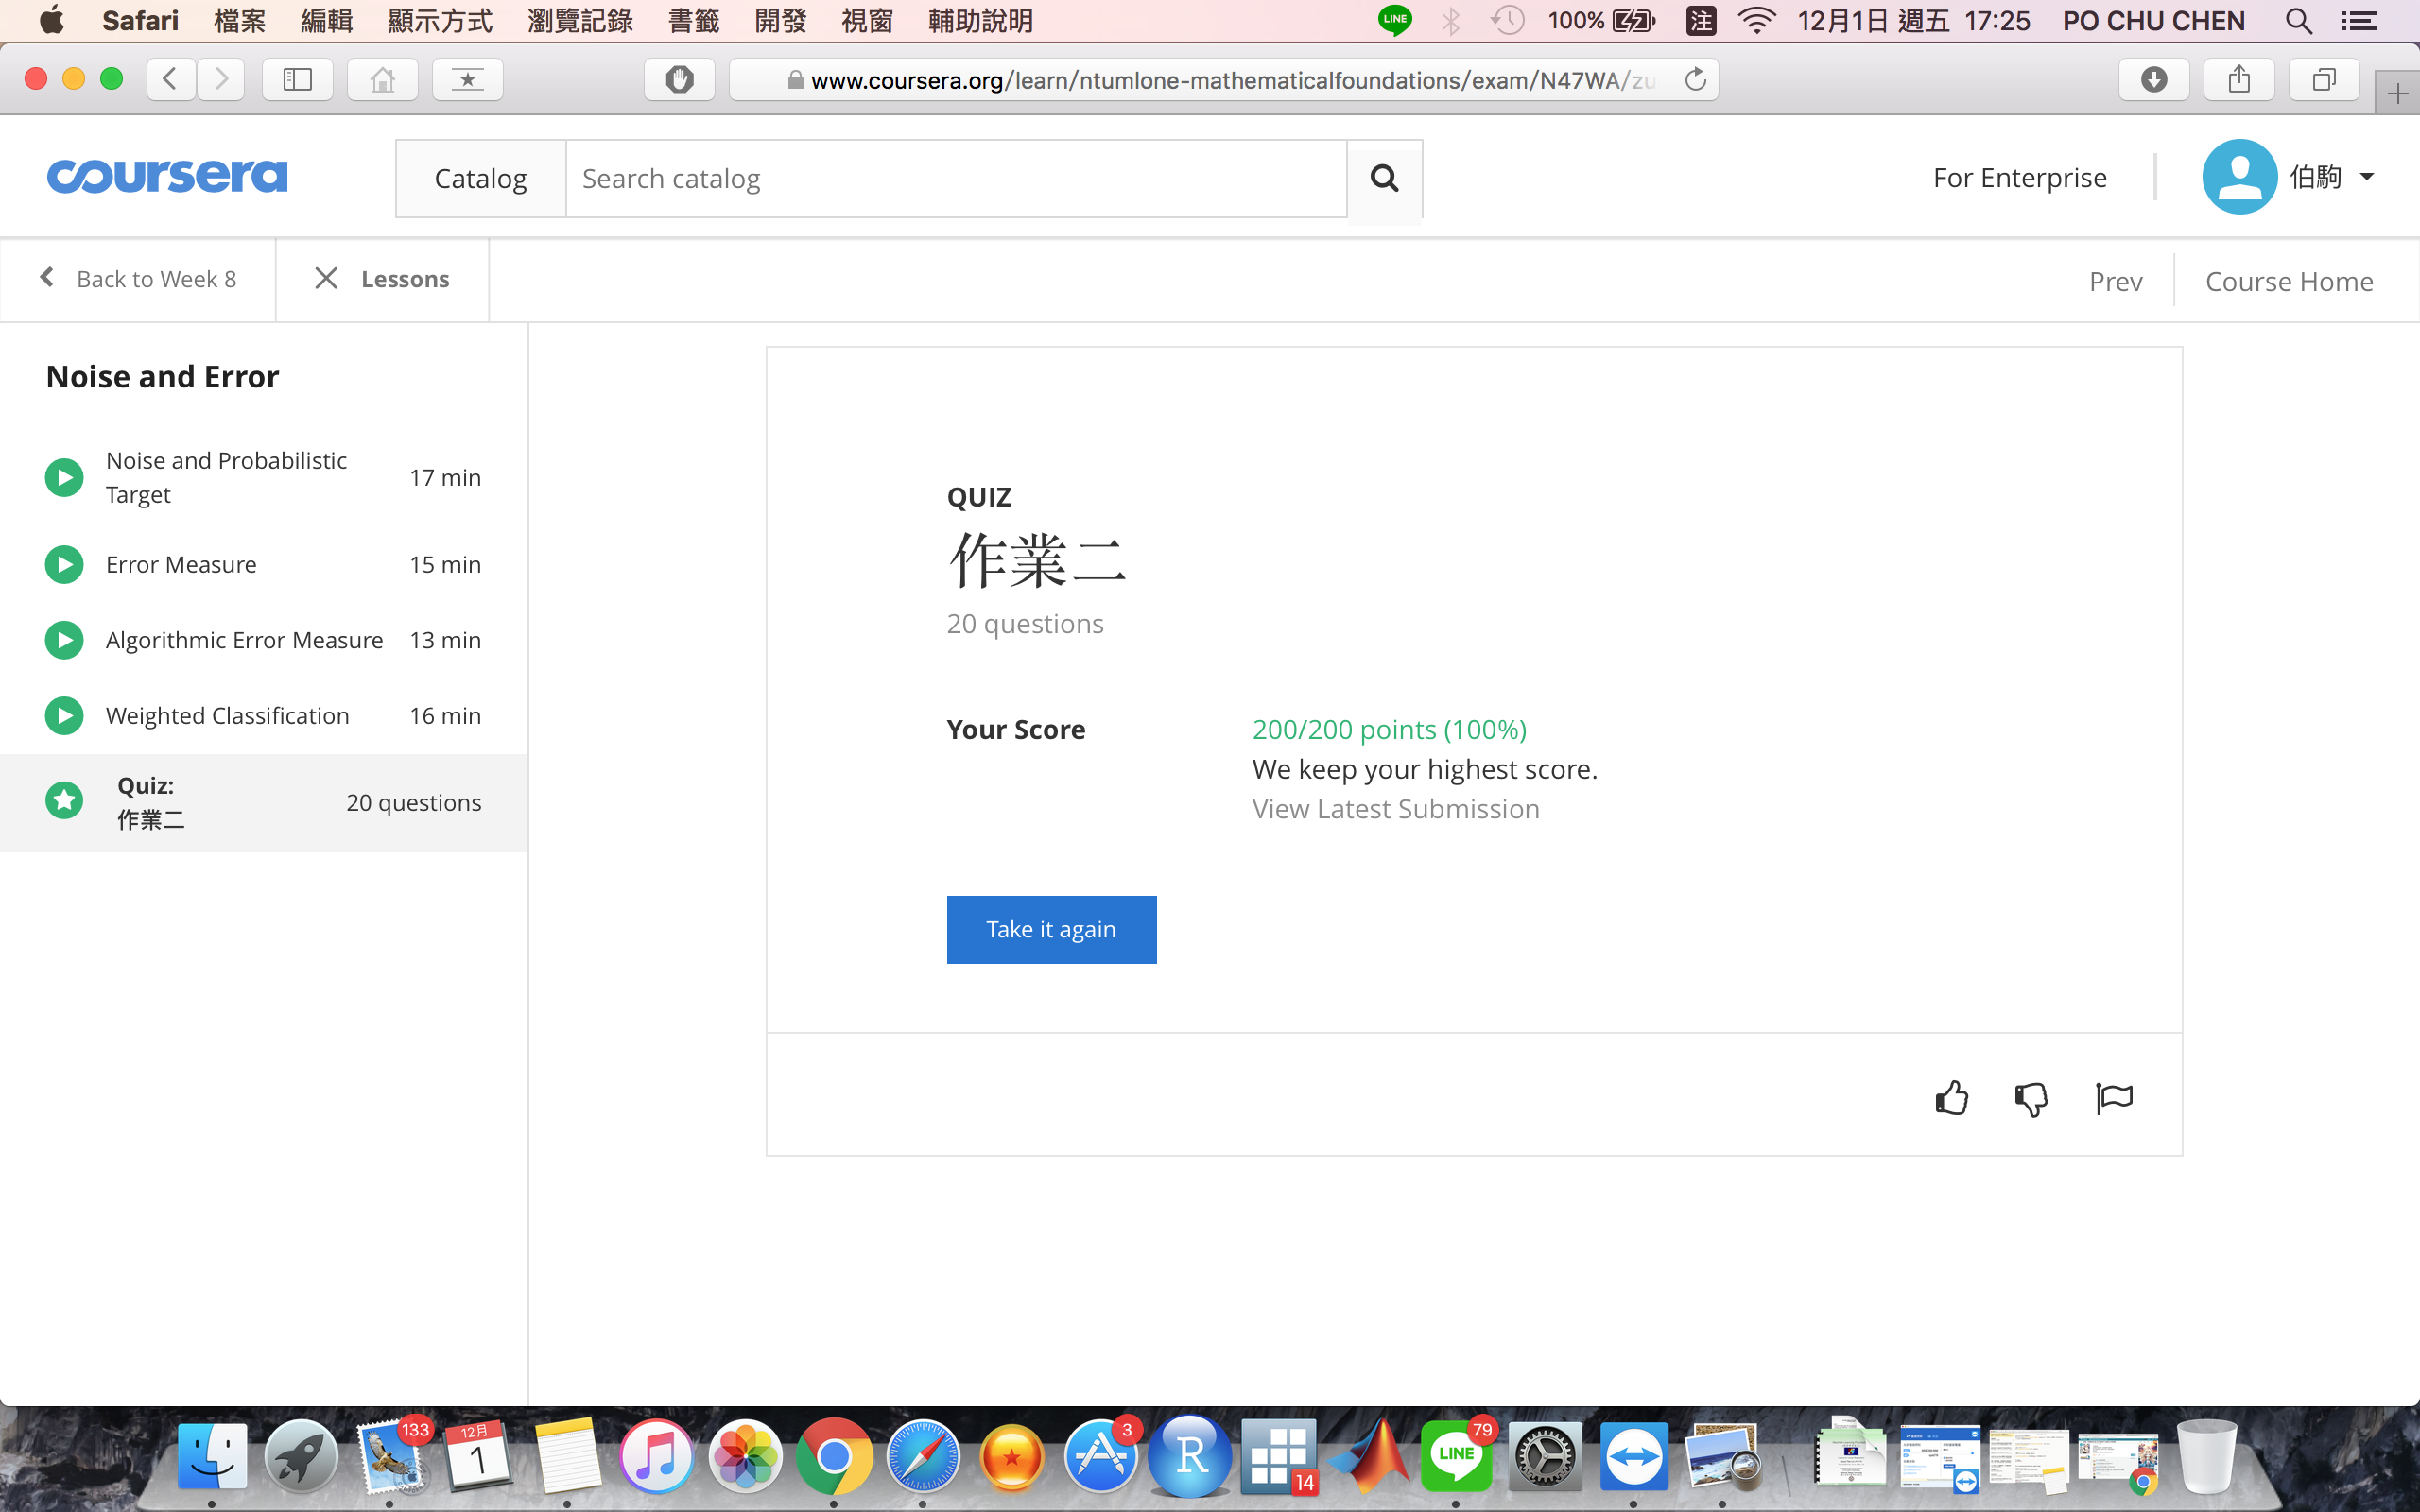 Safari 檔案 編輯 顯示方式 瀏覽記錄 書籤 開發 視窗 輔助說明 LINE 100% 注 12月1日 週五 17:25 PO CHU CHEN
www.coursera.org/learn/ntumlone-mathematicalfoundations/exam/N47WA/zu
coursera Catalog Search catalog For Enterprise 伯駒
Back to Week 8 Lessons Prev Course Home
Noise and Error
Noise and Probabilistic
Target
17 min
Error Measure 15 min
Algorithmic Error Measure 13 min
Weighted Classification 16 min
Quiz:
作業二
20 questions
QUIZ
作業二
20 questions
Your Score 200/200 points (100%)
We keep your highest score.
View Latest Submission
Take it again
133 12月 1 3 R 14 LINE 79